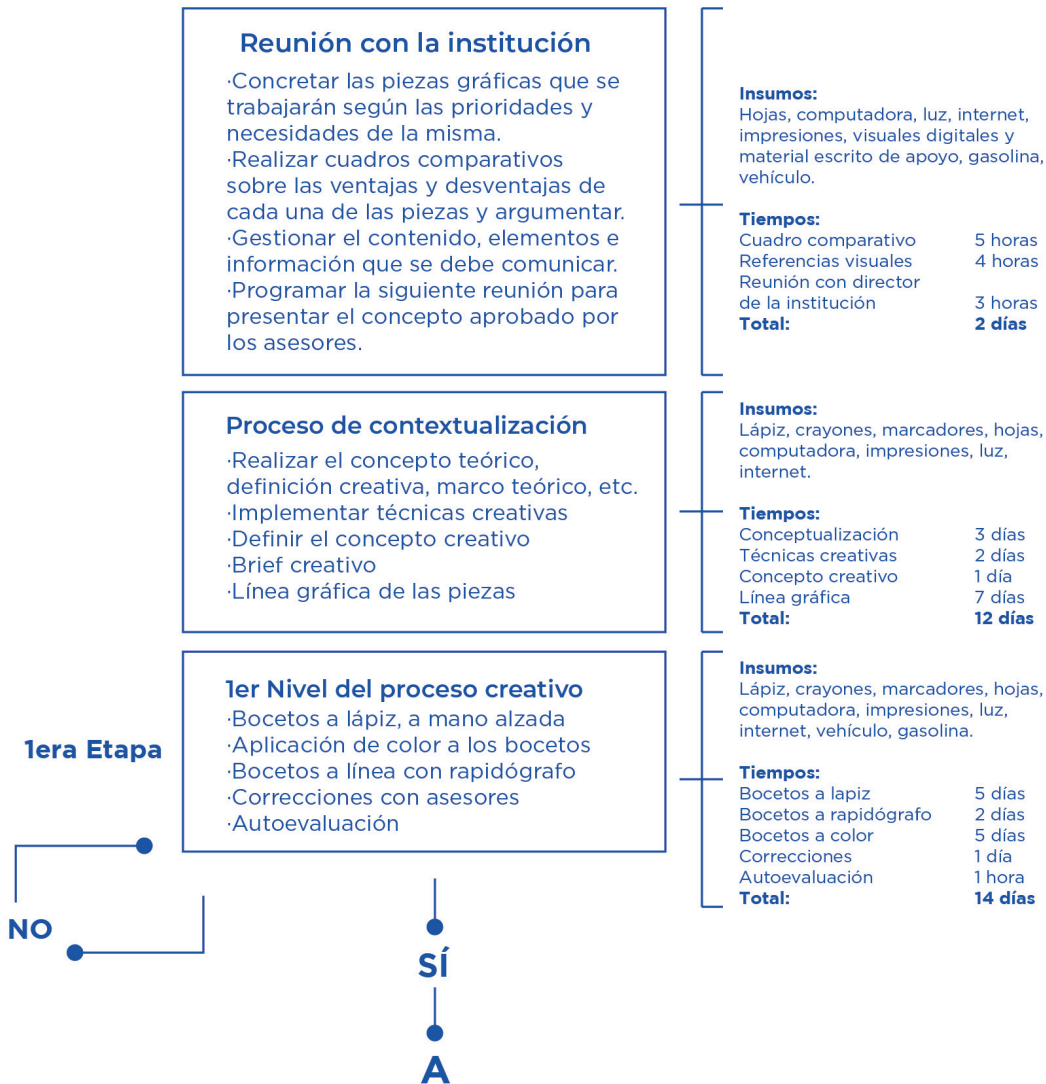 Reunión con la institución
·Concretar las piezas gráficas que se
trabajarán según las prioridades y
necesidades de la misma.
·Realizar cuadros comparativos
sobre las ventajas y desventajas de
cada una de las piezas y argumentar.
·Gestionar el contenido, elementos e
información que se debe comunicar.
·Programar la siguiente reunión para
presentar el concepto aprobado por
los asesores.
Insumos:
Hojas, computadora, luz, internet,
impresiones, visuales digitales y
material escrito de apoyo, gasolina,
vehículo.
Tiempos:
Cuadro comparativo 5 horas
Referencias visuales 4 horas
Reunión con director
de la institución 3 horas
Total: 2 días
Proceso de contextualización
·Realizar el concepto teórico,
definición creativa, marco teórico, etc.
·Implementar técnicas creativas
·Definir el concepto creativo
·Brief creativo
·Línea gráfica de las piezas
Insumos:
Lápiz, crayones, marcadores, hojas,
computadora, impresiones, luz,
internet.
Tiempos:
Conceptualización 3 días
Técnicas creativas 2 días
Concepto creativo 1 día
Línea gráfica 7 días
Total: 12 días
1era Etapa
1er Nivel del proceso creativo
·Bocetos a lápiz, a mano alzada
·Aplicación de color a los bocetos
·Bocetos a línea con rapidógrafo
·Correcciones con asesores
·Autoevaluación
Insumos:
Lápiz, crayones, marcadores, hojas,
computadora, impresiones, luz,
internet, vehículo, gasolina.
Tiempos:
Bocetos a lapiz 5 días
Bocetos a rapidógrafo 2 días
Bocetos a color 5 días
Correcciones 1 día
Autoevaluación 1 hora
Total: 14 días
NO
SÍ
A